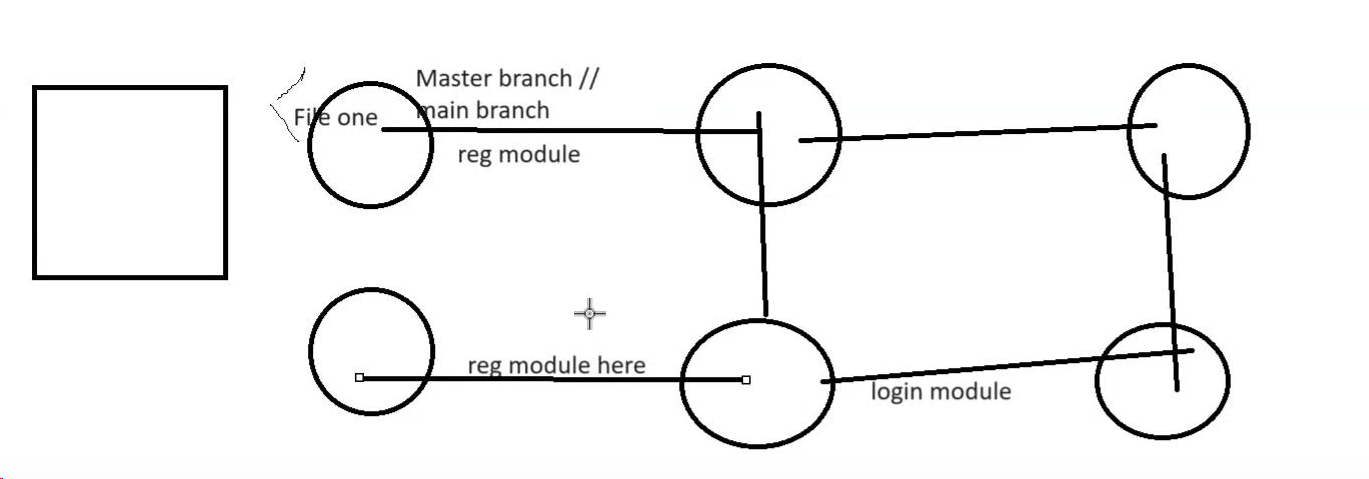 Master branch //
main branch
File one
reg module
reg module here
login module